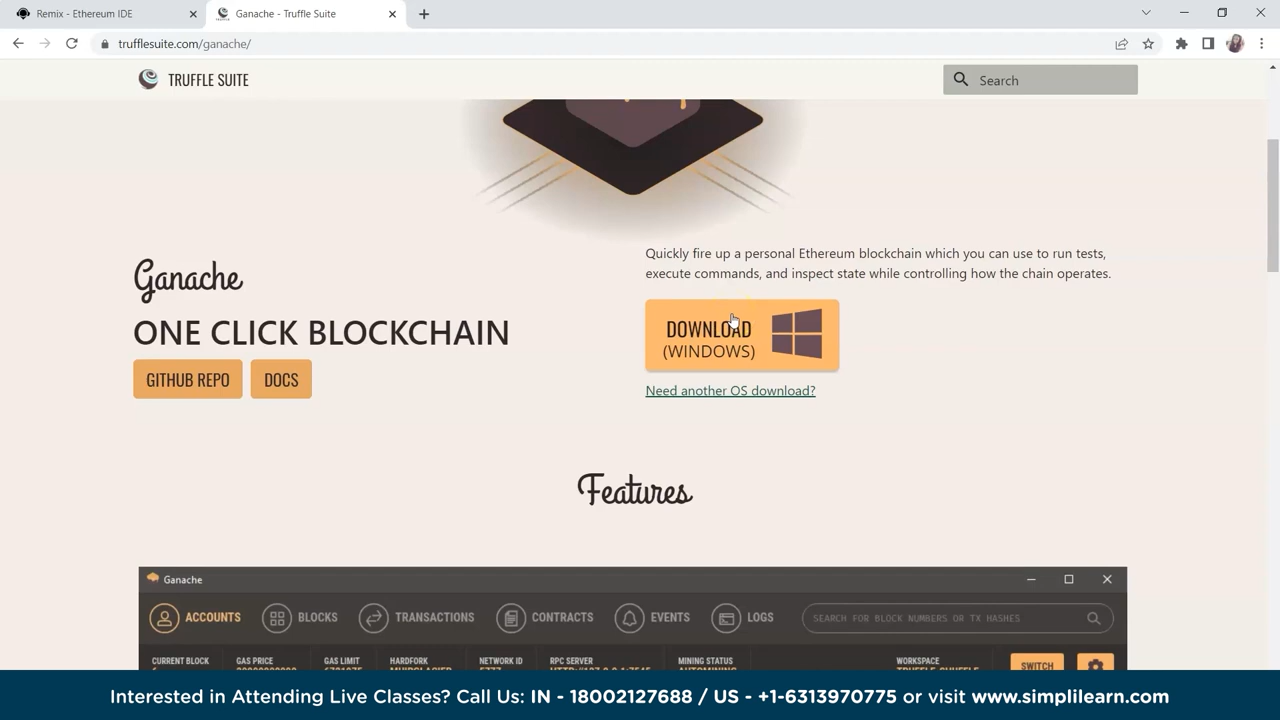 Remix - Ethereum IDE
Ganache - Truffle Suite
trufflesuite.com/ganache/
TRUFFLE SUITE
Search
Ganache
ONE CLICK BLOCKCHAIN
GITHUB REPO
DOCS
Quickly fire up a personal Ethereum blockchain which you can use to run tests,
execute commands, and inspect state while controlling how the chain operates.
DOWNLOAD
(WINDOWS)
Need another OS download?
Features
Ganache
ACCOUNTS
BLOCKS
TRANSACTIONS
CONTRACTS
EVENTS
LOGS
SEARCH FOR BLOCK NUMBERS OR TX HASHES
CURRENT BLOCK
GAS PRICE
GAS LIMIT
HARDFORK
NETWORK ID
RPC SERVER
MINING STATUS
WORKSPACE
SWITCH
Interested in Attending Live Classes? Call Us: IN - 18002127688 / US - +1-6313970775 or visit www.simplilearn.com